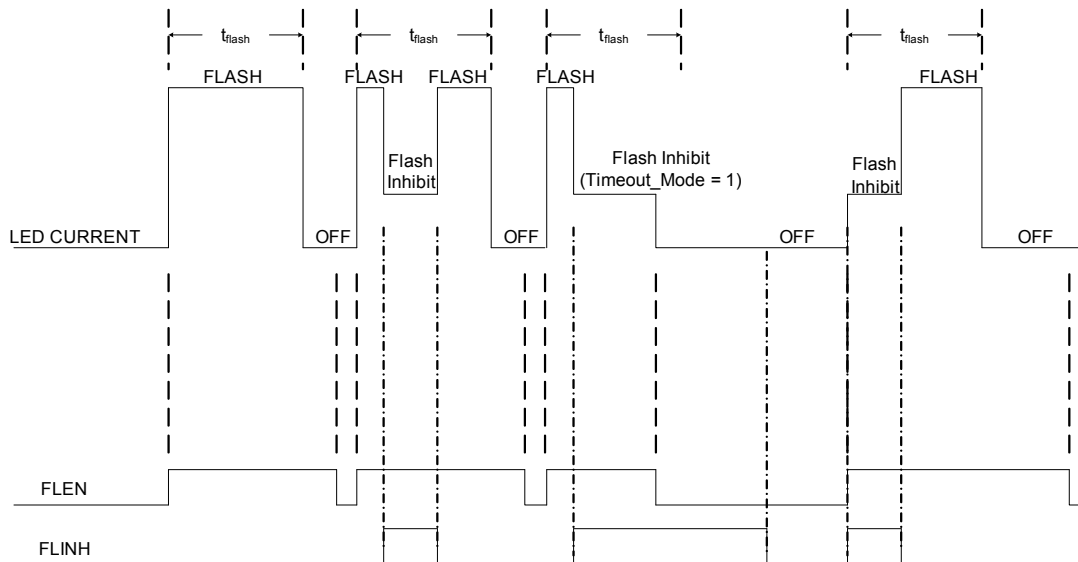 tflash tflash tflash tflash
FLASH FLASH FLASH FLASH FLASH
Flash
Inhibit
Flash Inhibit
(Timeout_Mode = 1)
Flash
Inhibit
LED CURRENT OFF OFF OFF OFF
FLEN
FLINH